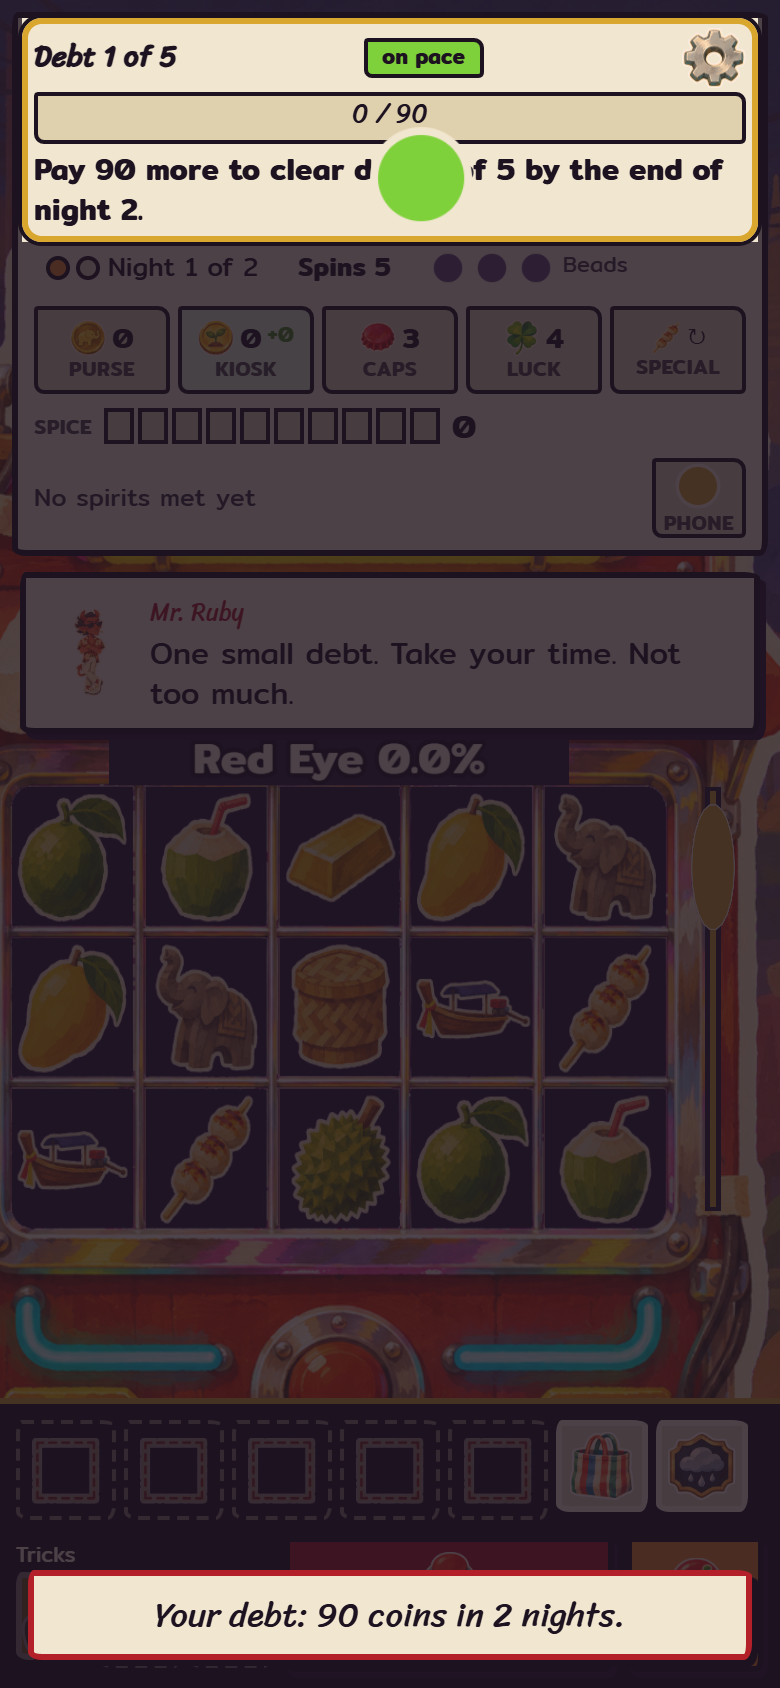 Debt 1 of 5
on pace
0 / 90
Pay 90 more to clear d of 5 by the end of
night 2.
Night 1 of 2
Spins 5
Beads
0
PURSE
0 +0
KIOSK
3
CAPS
4
LUCK
↻
SPECIAL
SPICE
0
No spirits met yet
PHONE
Mr. Ruby
One small debt. Take your time. Not
too much.
Red Eye 0.0%
Tricks
Your debt: 90 coins in 2 nights.